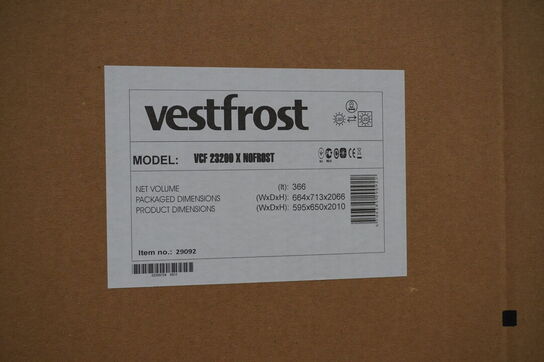 vestfrost
MODEL: VCF 23200 X NOFROST
NET VOLUME (lt): 366
PACKAGED DIMENSIONS (WxDxH): 664x713x2066
PRODUCT DIMENSIONS (WxDxH): 595x650x2010
Item no.: 29092